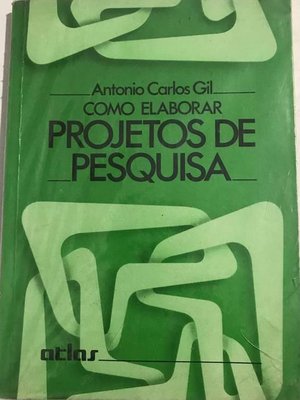 Antonio Carlos Gil
COMO ELABORAR
PROJETOS DE
PESQUISA
atlas